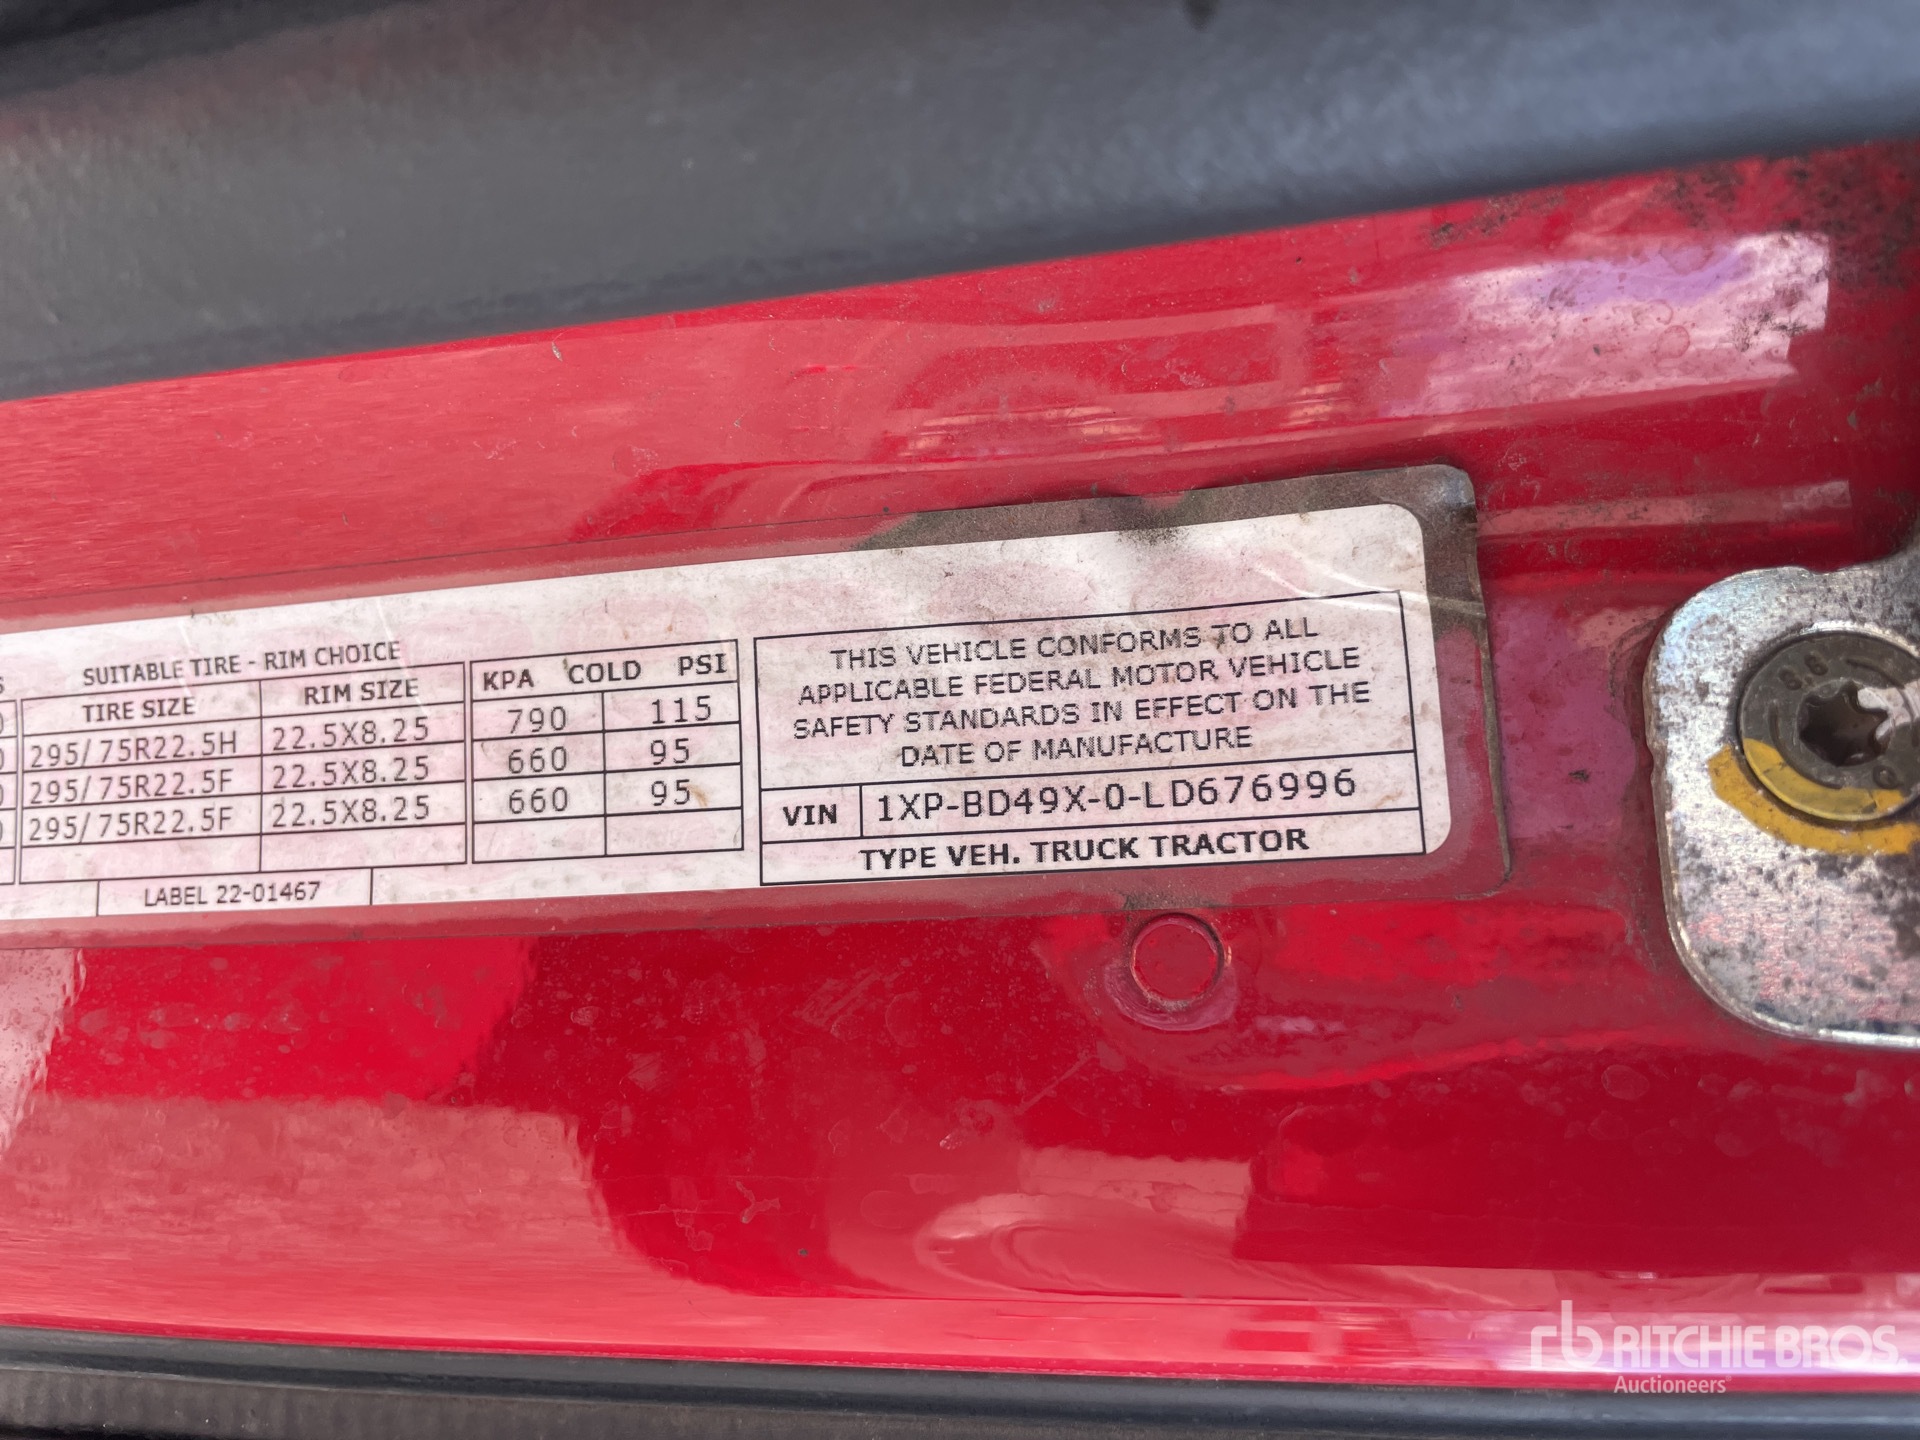 SUITABLE TIRE - RIM CHOICE
TIRE SIZE RIM SIZE KPA COLD PSI
295/75R22.5H 22.5X8.25 790 115
295/75R22.5F 22.5X8.25 660 95
295/75R22.5F 22.5X8.25 660 95
LABEL 22-01467
THIS VEHICLE CONFORMS TO ALL
APPLICABLE FEDERAL MOTOR VEHICLE
SAFETY STANDARDS IN EFFECT ON THE
DATE OF MANUFACTURE
VIN 1XP-BD49X-0-LD676996
TYPE VEH. TRUCK TRACTOR
rb RITCHIE BROS.
Auctioneers